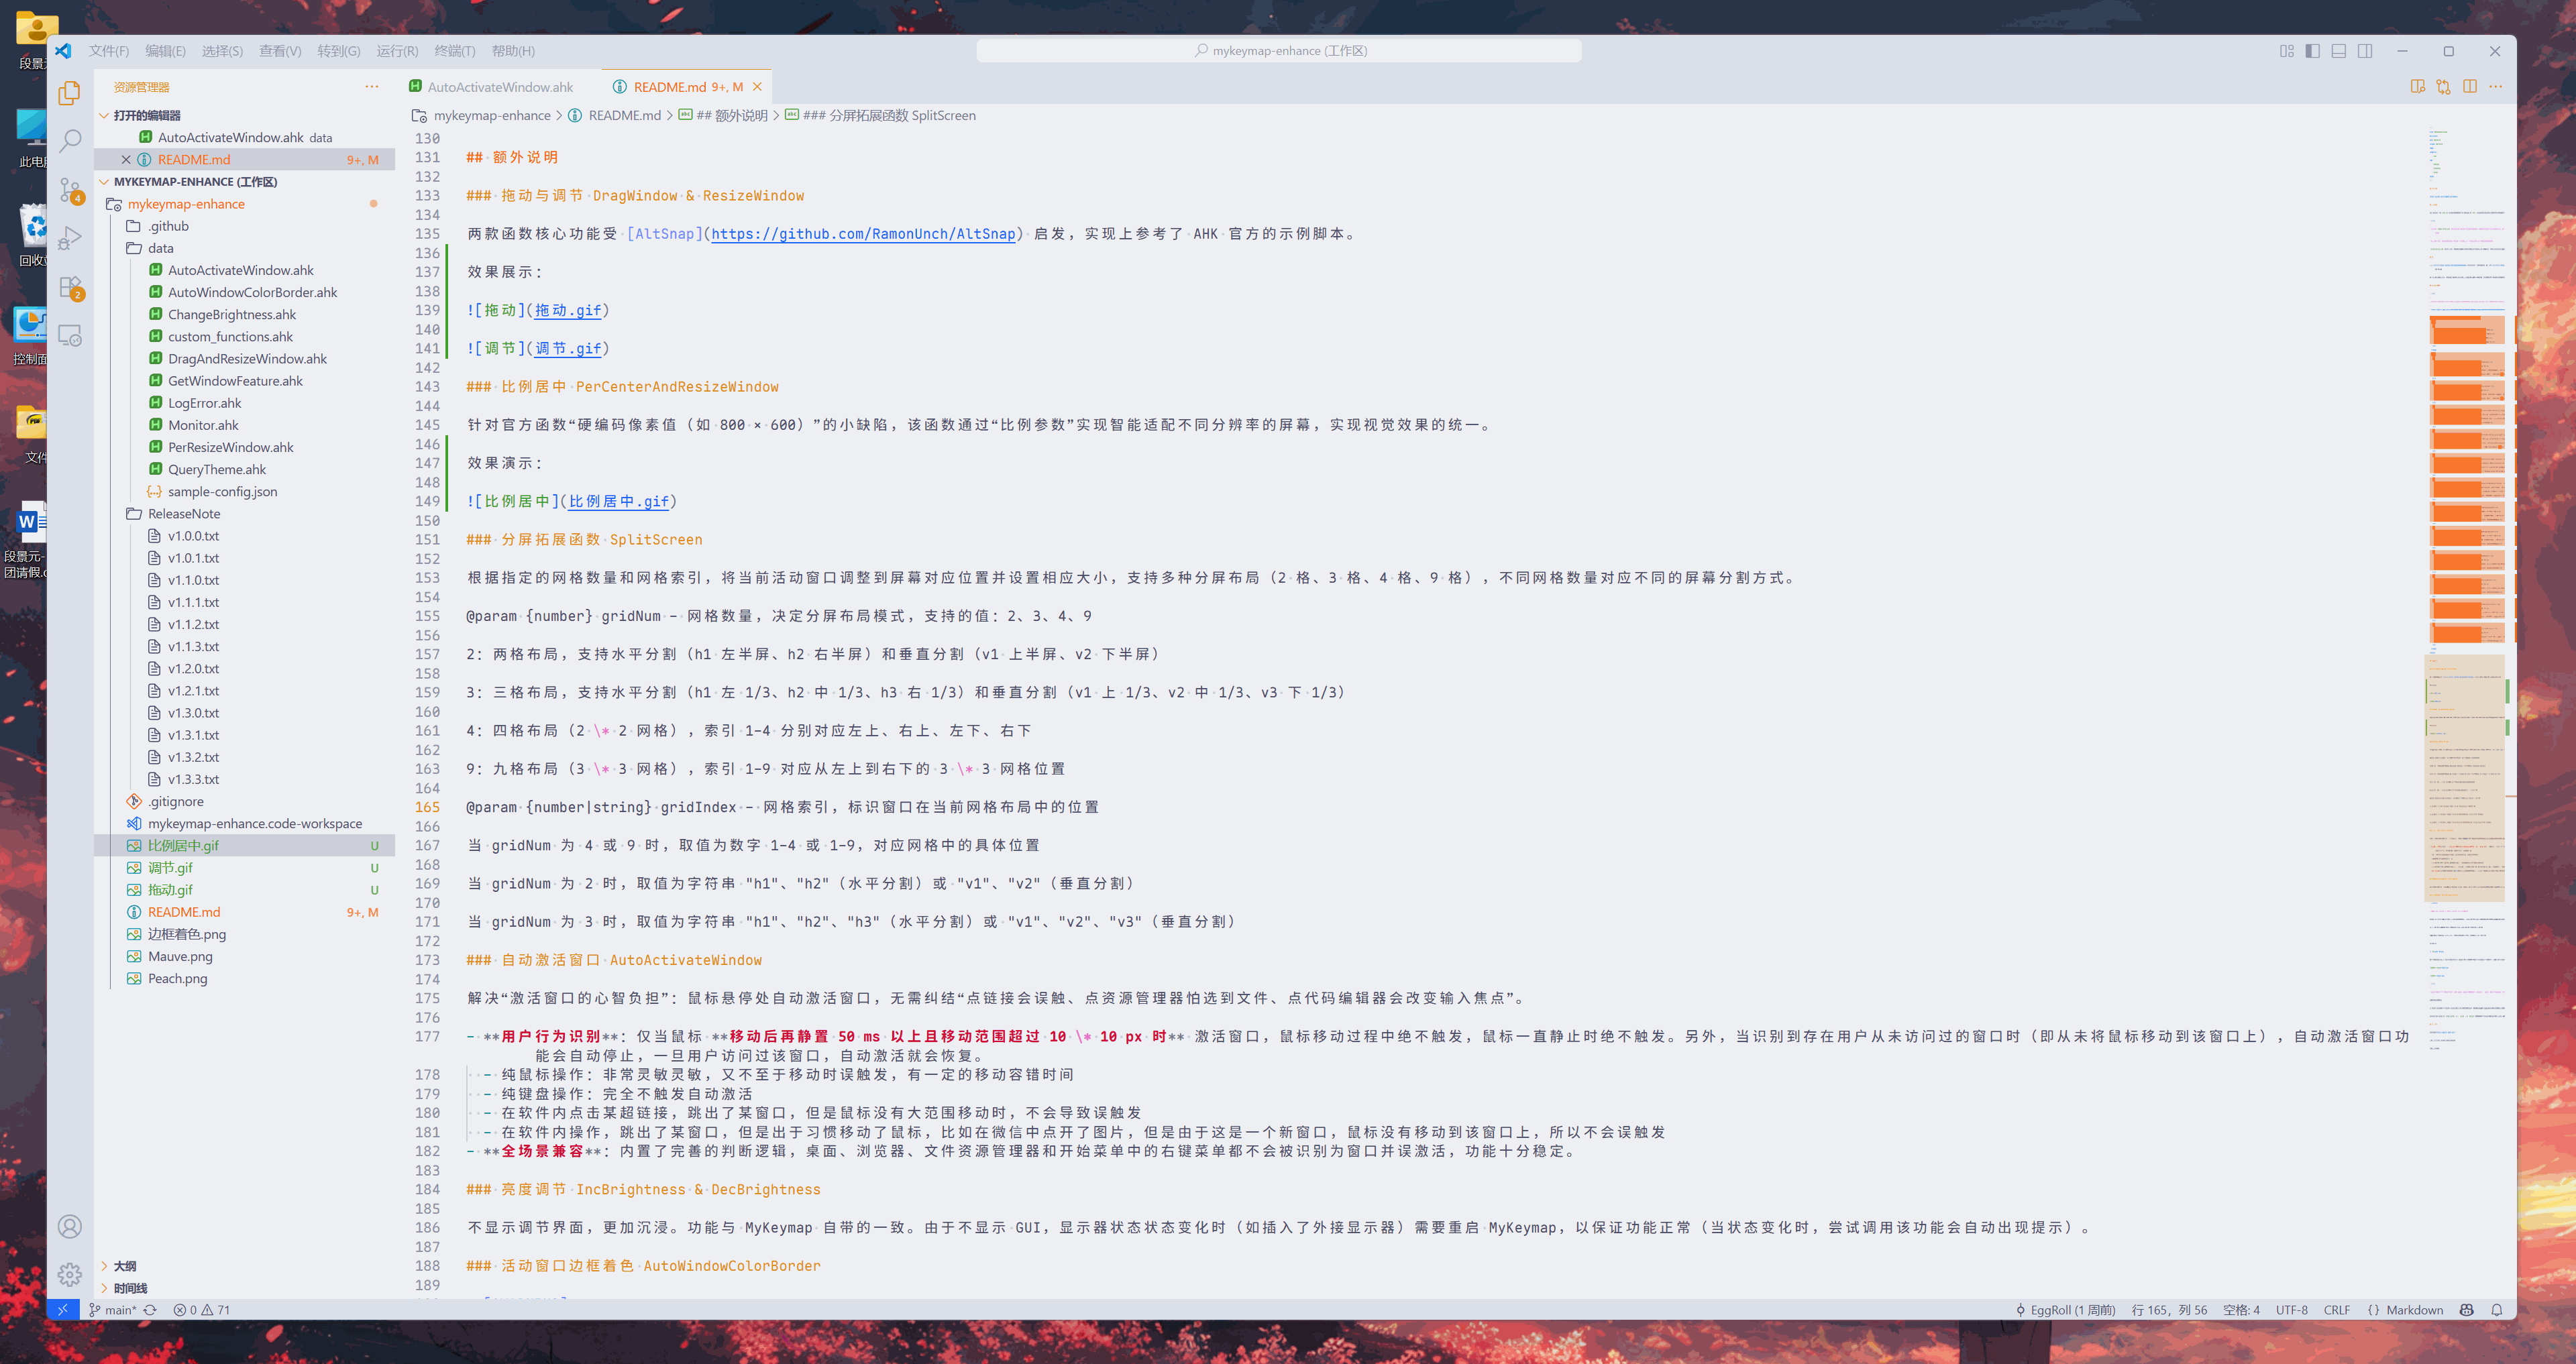 文件(F) 编辑(E) 选择(S) 查看(V) 转到(G) 运行(R) 终端(T) 帮助(H)
mykeymap-enhance (工作区)
此电
回收
控制面
文件
段景元-
团请假.
资源管理器
打开的编辑器
AutoActivateWindow.ahk data
README.md 9+, M
MYKEYMAP-ENHANCE (工作区)
mykeymap-enhance
.github
data
AutoActivateWindow.ahk
AutoWindowColorBorder.ahk
ChangeBrightness.ahk
custom_functions.ahk
DragAndResizeWindow.ahk
GetWindowFeature.ahk
LogError.ahk
Monitor.ahk
PerResizeWindow.ahk
QueryTheme.ahk
sample-config.json
ReleaseNote
v1.0.0.txt
v1.0.1.txt
v1.1.0.txt
v1.1.1.txt
v1.1.2.txt
v1.1.3.txt
v1.2.0.txt
v1.2.1.txt
v1.3.0.txt
v1.3.1.txt
v1.3.2.txt
v1.3.3.txt
.gitignore
mykeymap-enhance.code-workspace
比例居中.gif U
调节.gif U
拖动.gif U
README.md 9+, M
边框着色.png
Mauve.png
Peach.png
大纲
时间线
4
2
AutoActivateWindow.ahk
README.md 9+, M
mykeymap-enhance > README.md > ## 额外说明 > ### 分屏拓展函数 SplitScreen
130
131 ## 额外说明
132
133 ### 拖动与调节 DragWindow & ResizeWindow
134
135 两款函数核心功能受 [AltSnap](https://github.com/RamonUnch/AltSnap) 启发，实现上参考了 AHK 官方的示例脚本。
136
137 效果展示：
138
139 ![拖动](拖动.gif)
140
141 ![调节](调节.gif)
142
143 ### 比例居中 PerCenterAndResizeWindow
144
145 针对官方函数“硬编码像素值（如 800 × 600）”的小缺陷，该函数通过“比例参数”实现智能适配不同分辨率的屏幕，实现视觉效果的统一。
146
147 效果演示：
148
149 ![比例居中](比例居中.gif)
150
151 ### 分屏拓展函数 SplitScreen
152
153 根据指定的网格数量和网格索引，将当前活动窗口调整到屏幕对应位置并设置相应大小，支持多种分屏布局（2 格、3 格、4 格、9 格），不同网格数量对应不同的屏幕分割方式。
154
155 @param {number} gridNum - 网格数量，决定分屏布局模式，支持的值：2、3、4、9
156
157 2：两格布局，支持水平分割（h1 左半屏、h2 右半屏）和垂直分割（v1 上半屏、v2 下半屏）
158
159 3：三格布局，支持水平分割（h1 左 1/3、h2 中 1/3、h3 右 1/3）和垂直分割（v1 上 1/3、v2 中 1/3、v3 下 1/3）
160
161 4：四格布局（2 \* 2 网格），索引 1-4 分别对应左上、右上、左下、右下
162
163 9：九格布局（3 \* 3 网格），索引 1-9 对应从左上到右下的 3 \* 3 网格位置
164
165 @param {number|string} gridIndex - 网格索引，标识窗口在当前网格布局中的位置
166
167 当 gridNum 为 4 或 9 时，取值为数字 1-4 或 1-9，对应网格中的具体位置
168
169 当 gridNum 为 2 时，取值为字符串 "h1"、"h2"（水平分割）或 "v1"、"v2"（垂直分割）
170
171 当 gridNum 为 3 时，取值为字符串 "h1"、"h2"、"h3"（水平分割）或 "v1"、"v2"、"v3"（垂直分割）
172
173 ### 自动激活窗口 AutoActivateWindow
174
175 解决“激活窗口的心智负担”：鼠标悬停处自动激活窗口，无需纠结“点链接会误触、点资源管理器怕选到文件、点代码编辑器会改变输入焦点”。
176
177 - **用户行为识别**：仅当鼠标 **移动后再静置 50 ms 以上且移动范围超过 10 \* 10 px 时** 激活窗口，鼠标移动过程中绝不触发，鼠标一直静止时绝不触发。另外，当识别到存在用户从未访问过的窗口时（即从未将鼠标移动到该窗口上），自动激活窗口功
能会自动停止，一旦用户访问过该窗口，自动激活就会恢复。
178 - 纯鼠标操作：非常灵敏灵敏，又不至于移动时误触发，有一定的移动容错时间
179 - 纯键盘操作：完全不触发自动激活
180 - 在软件内点击某超链接，跳出了某窗口，但是鼠标没有大范围移动时，不会导致误触发
181 - 在软件内操作，跳出了某窗口，但是出于习惯移动了鼠标，比如在微信中点开了图片，但是由于这是一个新窗口，鼠标没有移动到该窗口上，所以不会误触发
182 - **全场景兼容**：内置了完善的判断逻辑，桌面、浏览器、文件资源管理器和开始菜单中的右键菜单都不会被识别为窗口并误激活，功能十分稳定。
183
184 ### 亮度调节 IncBrightness & DecBrightness
185
186 不显示调节界面，更加沉浸。功能与 MyKeymap 自带的一致。由于不显示 GUI，显示器状态状态变化时（如插入了外接显示器）需要重启 MyKeymap，以保证功能正常（当状态变化时，尝试调用该功能会自动出现提示）。
187
188 ### 活动窗口边框着色 AutoWindowColorBorder
189
main* 0 71
EggRoll (1 周前) 行 165，列 56 空格: 4 UTF-8 CRLF {} Markdown